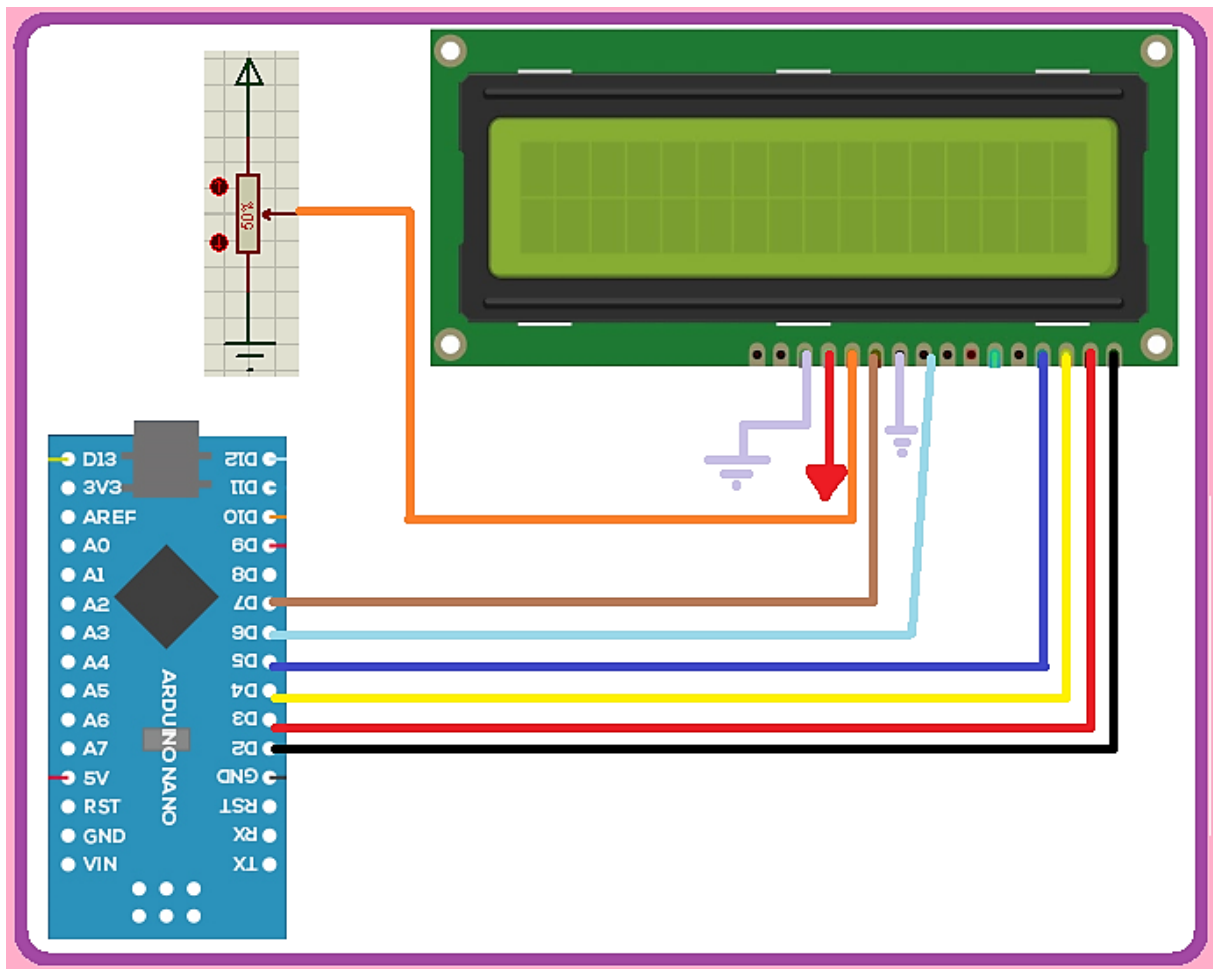 50%
D13
3V3
AREF
A0
A1
A2
A3
A4
A5
A6
A7
5V
RST
GND
VIN
ARDUINO NANO
D12
D11
D10
D9
D8
D7
D6
D5
D4
D3
D2
GND
RST
RX
TX